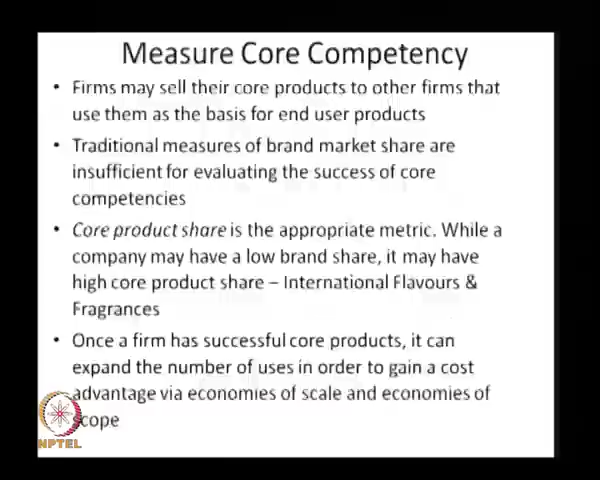 Measure Core Competency
• Firms may sell their core products to other firms that
use them as the basis for end user products
• Traditional measures of brand market share are
insufficient for evaluating the success of core
competencies
• Core product share is the appropriate metric. While a
company may have a low brand share, it may have
high core product share – International Flavours &
Fragrances
• Once a firm has successful core products, it can
expand the number of uses in order to gain a cost
advantage via economies of scale and economies of
scope
NPTEL